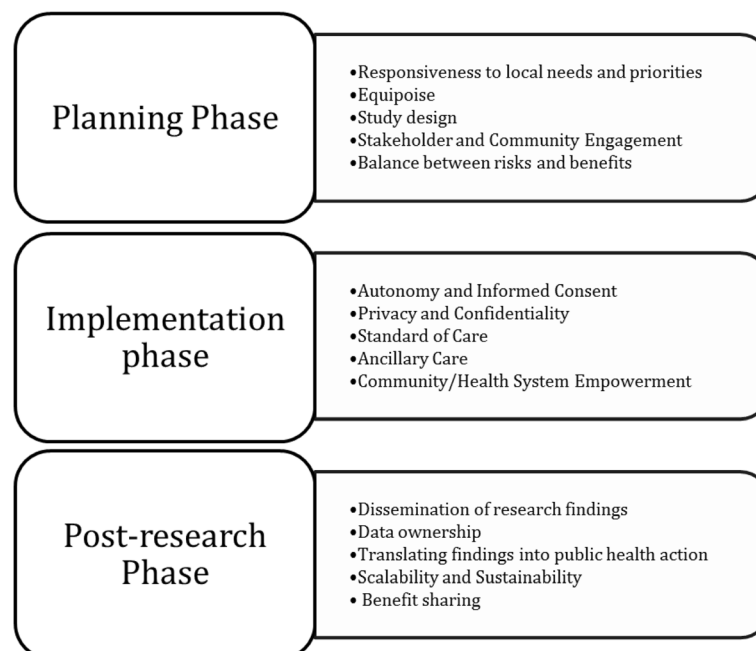 Planning Phase
•Responsiveness to local needs and priorities
•Equipoise
•Study design
•Stakeholder and Community Engagement
•Balance between risks and benefits
Implementation
phase
•Autonomy and Informed Consent
•Privacy and Confidentiality
•Standard of Care
•Ancillary Care
•Community/Health System Empowerment
Post-research
Phase
•Dissemination of research findings
•Data ownership
•Translating findings into public health action
•Scalability and Sustainability
• Benefit sharing